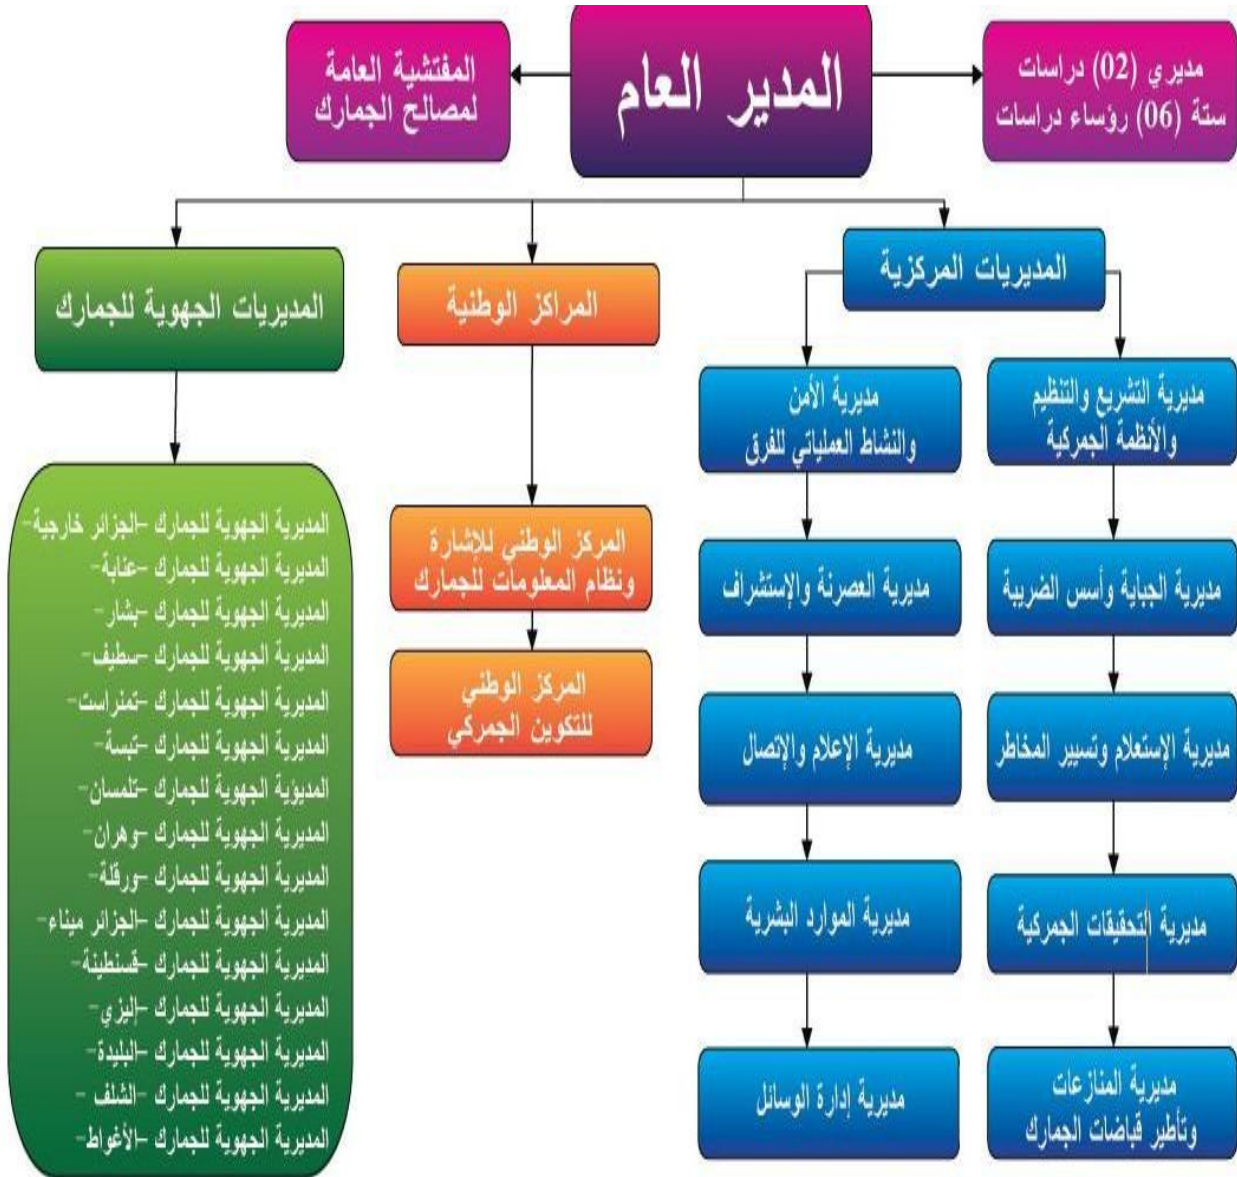 مديري (02) دراسات
ستة (06) رؤساء دراسات
المدير العام
المفتشية العامة
لمصالح الجمارك
المديريات المركزية
مديرية التشريع والتنظيم
والأنظمة الجمركية
مديرية الجباية وأسس الضريبة
مديرية الإستعلام وتسيير المخاطر
مديرية التحقيقات الجمركية
مديرية المنازعات
وتأطير قباضات الجمارك
مديرية الأمن
والنشاط العملياتي للفرق
مديرية العصرنة والإستشراف
مديرية الإعلام والإتصال
مديرية الموارد البشرية
مديرية إدارة الوسائل
المراكز الوطنية
المركز الوطني للإشارة
ونظام المعلومات للجمارك
المركز الوطني
للتكوين الجمركي
المديريات الجهوية للجمارك
المديرية الجهوية للجمارك -الجزائر خارجية-
المديرية الجهوية للجمارك -عنابة-
المديرية الجهوية للجمارك -بشار-
المديرية الجهوية للجمارك -سطيف-
المديرية الجهوية للجمارك -تمنراست-
المديرية الجهوية للجمارك -تبسة-
المديؤية الجهوية للجمارك -تلمسان-
المديرية الجهوية للجمارك -وهران-
المديرية الجهوية للجمارك -ورقلة-
المديرية الجهوية للجمارك -الجزائر ميناء-
المديرية الجهوية للجمارك -قسنطينة-
المديرية الجهوية للجمارك -إليزي-
المديرية الجهوية للجمارك -البليدة-
المديرية الجهوية للجمارك -الشلف -
المديرية الجهوية للجمارك -الأغواط-